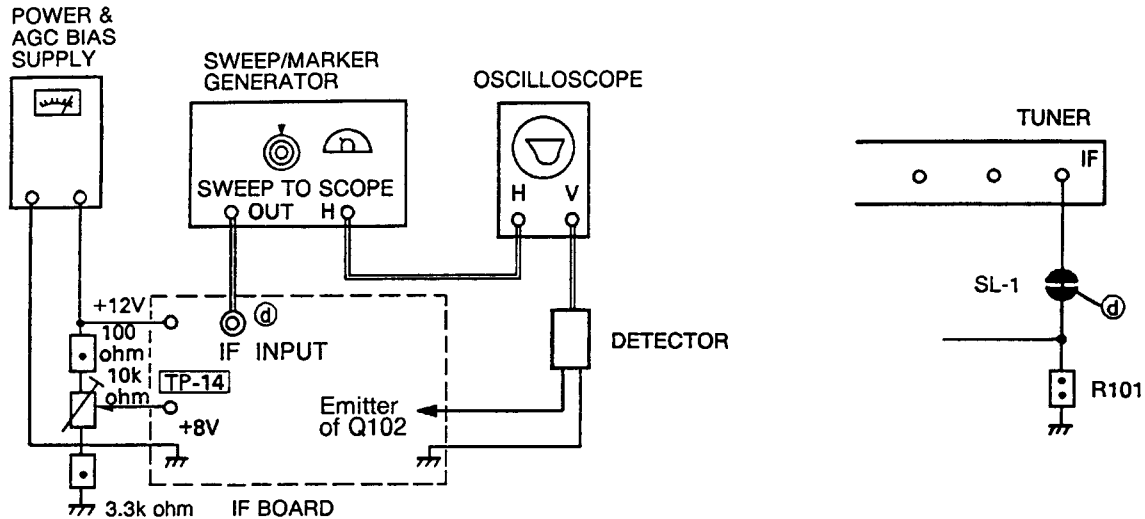 POWER &
AGC BIAS
SUPPLY
SWEEP/MARKER
GENERATOR
OSCILLOSCOPE
SWEEP TO SCOPE
OUT H
H V
+12V
100
ohm
10k
ohm
TP-14
+8V
3.3k ohm
IF INPUT
d
Emitter
of Q102
IF BOARD
DETECTOR
TUNER
IF
SL-1
d
R101